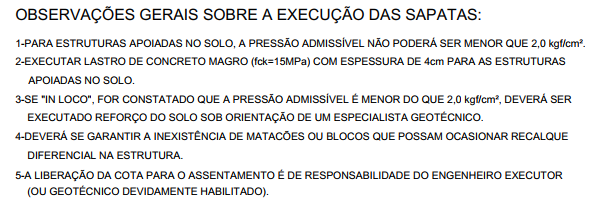 OBSERVAÇÕES GERAIS SOBRE A EXECUÇÃO DAS SAPATAS:
1-PARA ESTRUTURAS APOIADAS NO SOLO, A PRESSÃO ADMISSÍVEL NÃO PODERÁ SER MENOR QUE 2,0 kgf/cm².
2-EXECUTAR LASTRO DE CONCRETO MAGRO (fck=15MPa) COM ESPESSURA DE 4cm PARA AS ESTRUTURAS
APOIADAS NO SOLO.
3-SE "IN LOCO", FOR CONSTATADO QUE A PRESSÃO ADMISSÍVEL É MENOR DO QUE 2,0 kgf/cm², DEVERÁ SER
EXECUTADO REFORÇO DO SOLO SOB ORIENTAÇÃO DE UM ESPECIALISTA GEOTÉCNICO.
4-DEVERÁ SE GARANTIR A INEXISTÊNCIA DE MATACÕES OU BLOCOS QUE POSSAM OCASIONAR RECALQUE
DIFERENCIAL NA ESTRUTURA.
5-A LIBERAÇÃO DA COTA PARA O ASSENTAMENTO É DE RESPONSABILIDADE DO ENGENHEIRO EXECUTOR
(OU GEOTÉCNICO DEVIDAMENTE HABILITADO).